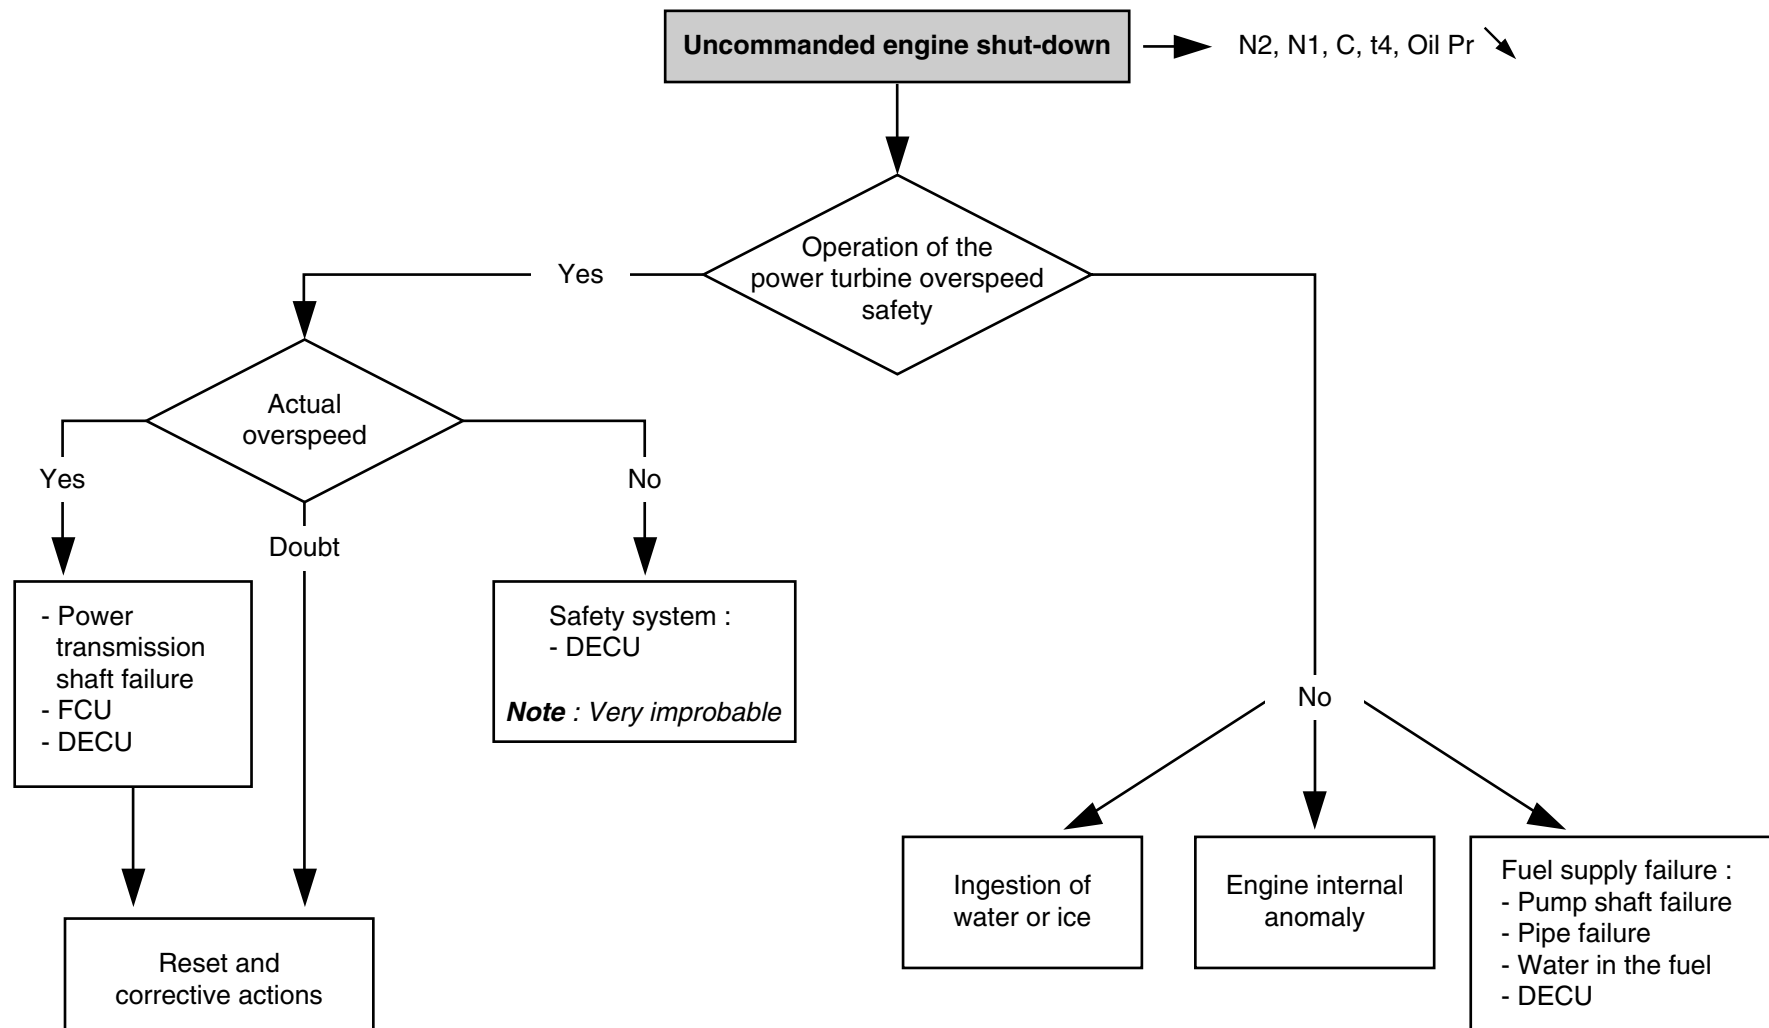 Uncommanded engine shut-down
N2, N1, C, t4, Oil Pr
Operation of the
power turbine overspeed
safety
Yes
Actual
overspeed
Yes
No
Doubt
- Power
transmission
shaft failure
- FCU
- DECU
Safety system :
- DECU
Note : Very improbable
No
Reset and
corrective actions
Ingestion of
water or ice
Engine internal
anomaly
Fuel supply failure :
- Pump shaft failure
- Pipe failure
- Water in the fuel
- DECU